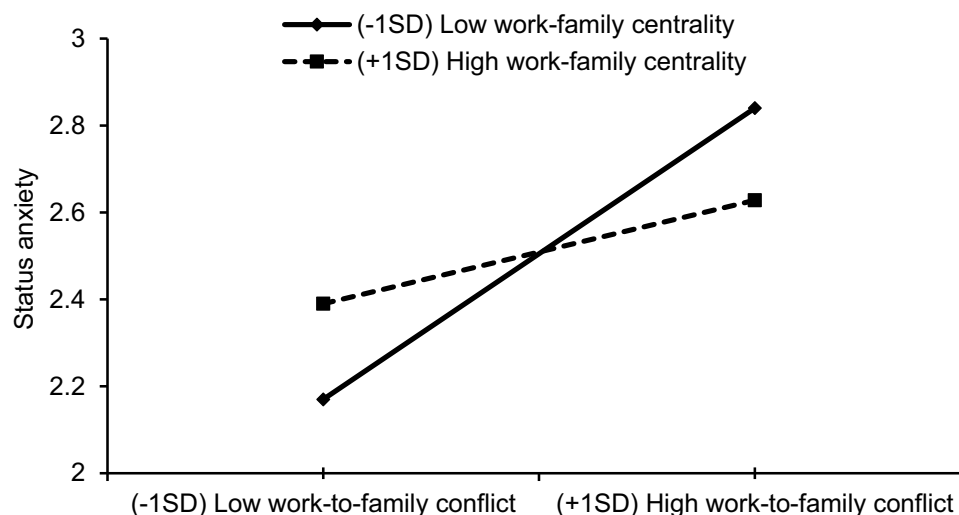 (-1SD) Low work-family centrality
(+1SD) High work-family centrality
3
2.8
2.6
2.4
2.2
2
Status anxiety
(-1SD) Low work-to-family conflict
(+1SD) High work-to-family conflict